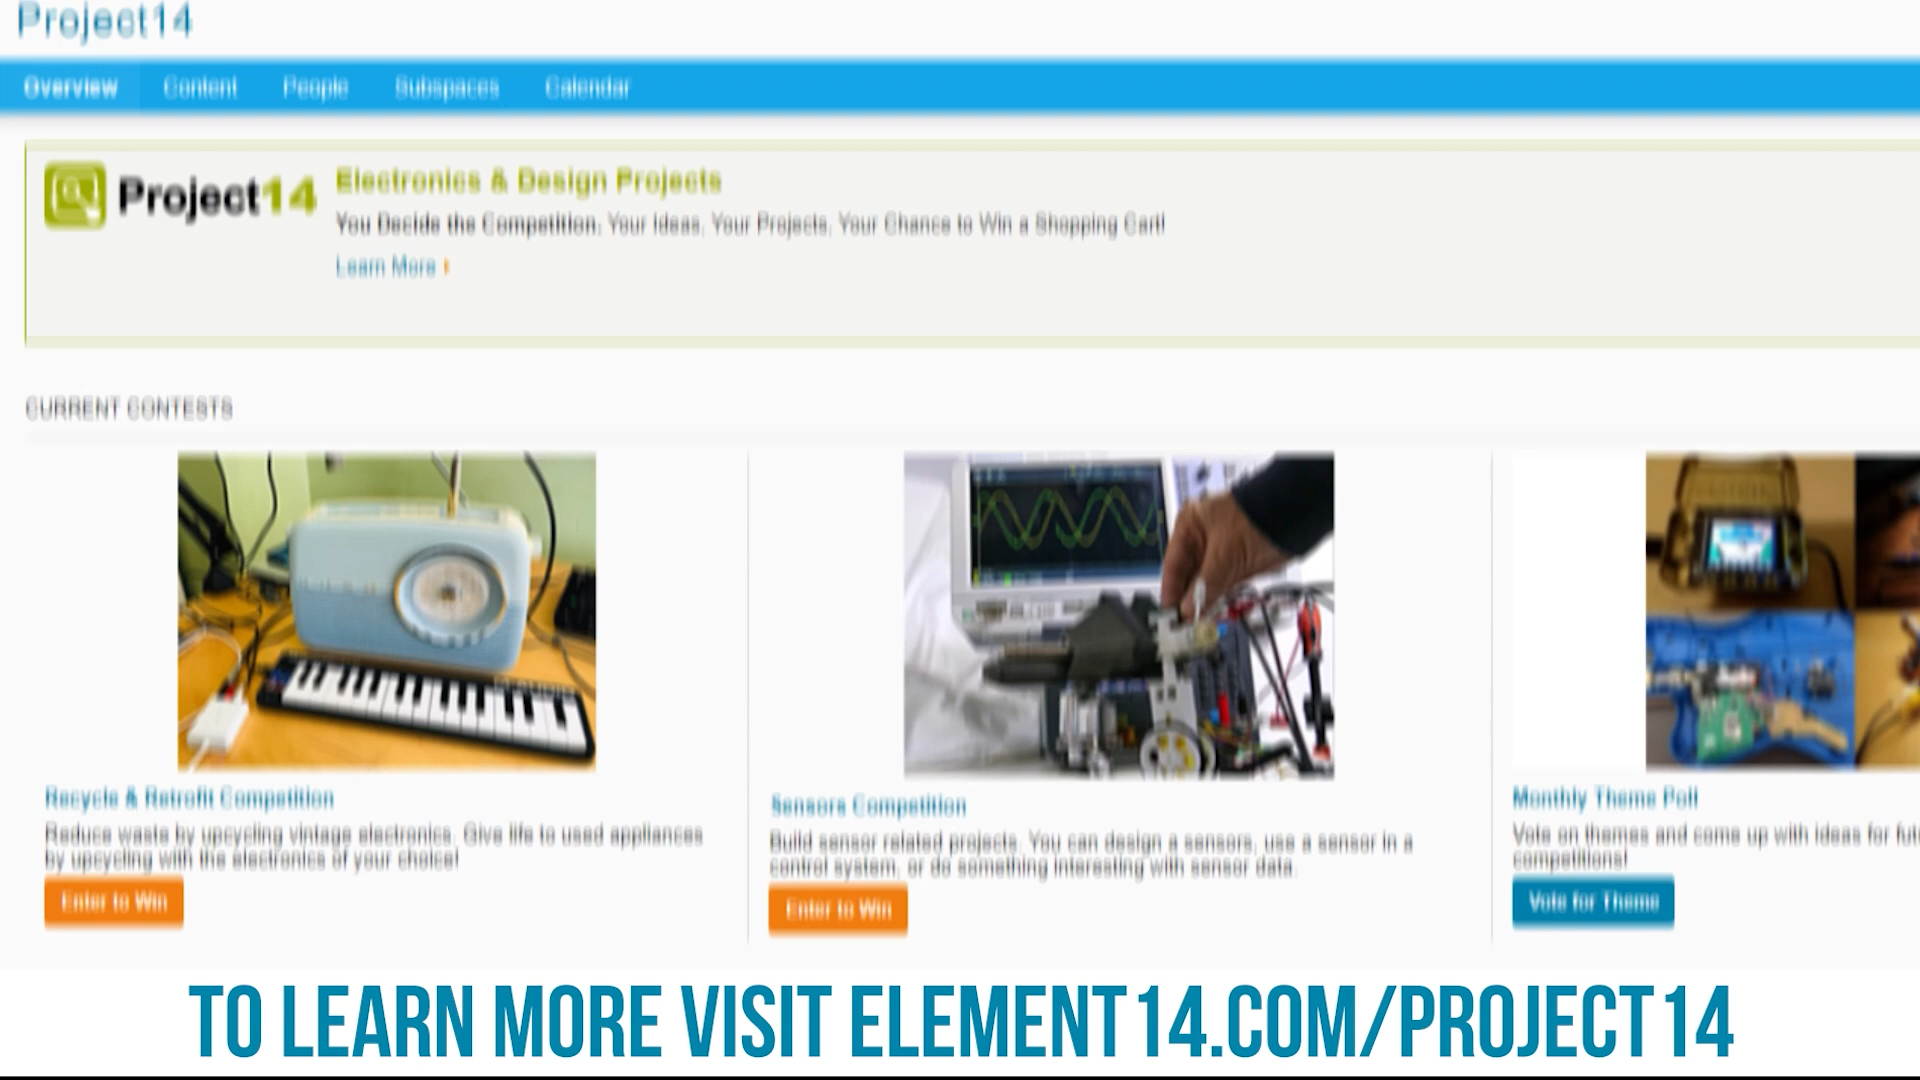 Project14
Overview Content People Subspaces Calendar
Project14
Electronics & Design Projects
You Decide the Competition. Your Ideas, Your Projects, Your Chance to Win a Shopping Cart!
Learn More
CURRENT CONTESTS
Recycle & Retrofit Competition
Reduce waste by upcycling vintage electronics. Give life to used appliances
by upcycling with the electronics of your choice!
Enter to Win
Sensors Competition
Build sensor related projects. You can design a sensors, use a sensor in a
control system, or do something interesting with sensor data.
Enter to Win
Monthly Theme Poll
Vote on themes and come up with ideas for fut
competitions!
Vote for Theme
TO LEARN MORE VISIT ELEMENT14.COM/PROJECT14